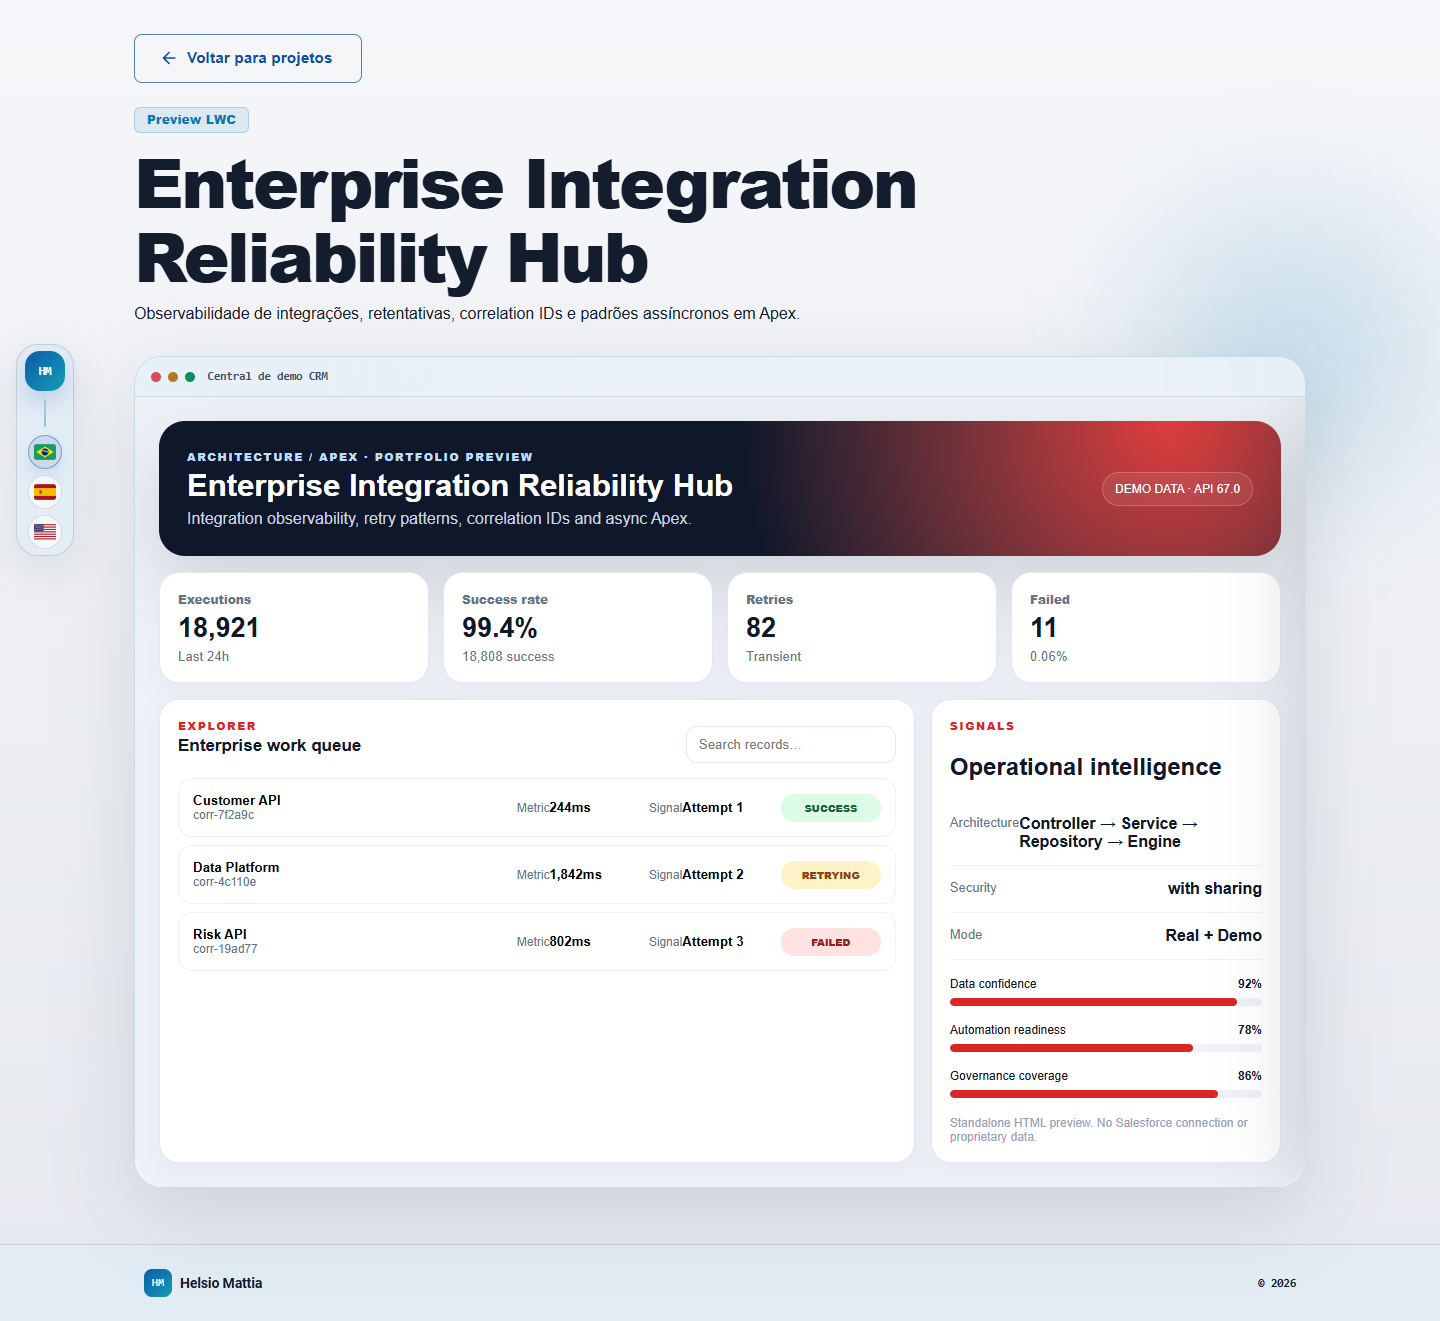 Voltar para projetos
Preview LWC
Enterprise Integration
Reliability Hub
Observabilidade de integrações, retentativas, correlation IDs e padrões assíncronos em Apex.
HM
Central de demo CRM
ARCHITECTURE / APEX · PORTFOLIO PREVIEW
Enterprise Integration Reliability Hub
Integration observability, retry patterns, correlation IDs and async Apex.
DEMO DATA · API 67.0
Executions
18,921
Last 24h
Success rate
99.4%
18,808 success
Retries
82
Transient
Failed
11
0.06%
EXPLORER
Enterprise work queue
Search records...
Customer API
corr-7f2a9c
Metric244ms
SignalAttempt 1
SUCCESS
Data Platform
corr-4c110e
Metric1,842ms
SignalAttempt 2
RETRYING
Risk API
corr-19ad77
Metric802ms
SignalAttempt 3
FAILED
SIGNALS
Operational intelligence
ArchitectureController → Service →
Repository → Engine
Security with sharing
Mode Real + Demo
Data confidence 92%
Automation readiness 78%
Governance coverage 86%
Standalone HTML preview. No Salesforce connection or
proprietary data.
HM Helsio Mattia
© 2026